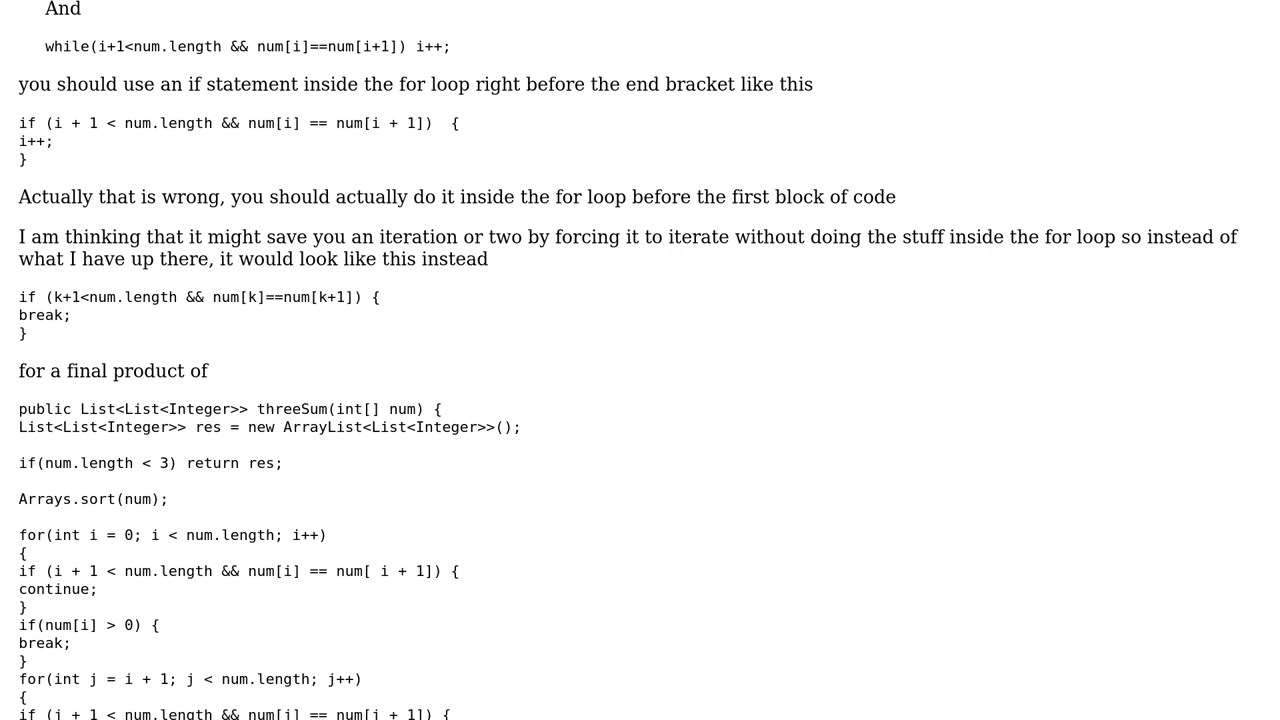 And
while(i+1<num.length && num[i]==num[i+1]) i++;
you should use an if statement inside the for loop right before the end bracket like this
if (i + 1 < num.length && num[i] == num[i + 1])  {
i++;
}
Actually that is wrong, you should actually do it inside the for loop before the first block of code
I am thinking that it might save you an iteration or two by forcing it to iterate without doing the stuff inside the for loop so instead of
what I have up there, it would look like this instead
if (k+1<num.length && num[k]==num[k+1]) {
break;
}
for a final product of
public List<List<Integer>> threeSum(int[] num) {
List<List<Integer>> res = new ArrayList<List<Integer>>();
if(num.length < 3) return res;
Arrays.sort(num);
for(int i = 0; i < num.length; i++)
{
if (i + 1 < num.length && num[i] == num[ i + 1]) {
continue;
}
if(num[i] > 0) {
break;
}
for(int j = i + 1; j < num.length; j++)
{
if (j + 1 < num.length && num[j] == num[j + 1]) {